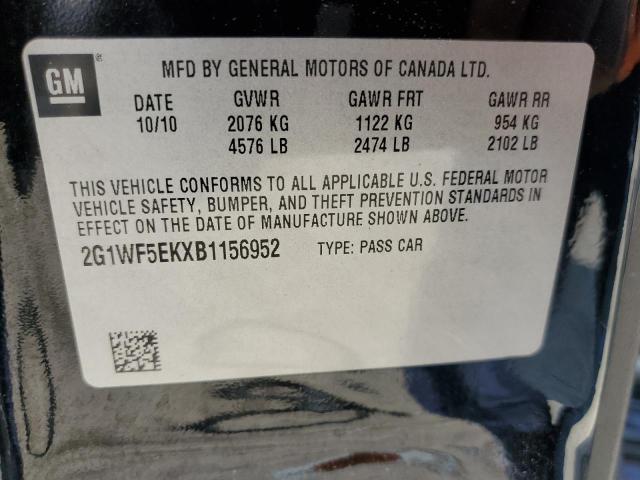 GM ®
MFD BY GENERAL MOTORS OF CANADA LTD.
DATE GVWR GAWR FRT GAWR RR
10/10 2076 KG 1122 KG 954 KG
4576 LB 2474 LB 2102 LB
THIS VEHICLE CONFORMS TO ALL APPLICABLE U.S. FEDERAL MOTOR
VEHICLE SAFETY, BUMPER, AND THEFT PREVENTION STANDARDS IN
EFFECT ON THE DATE OF MANUFACTURE SHOWN ABOVE.
2G1WF5EKXB1156952 TYPE: PASS CAR